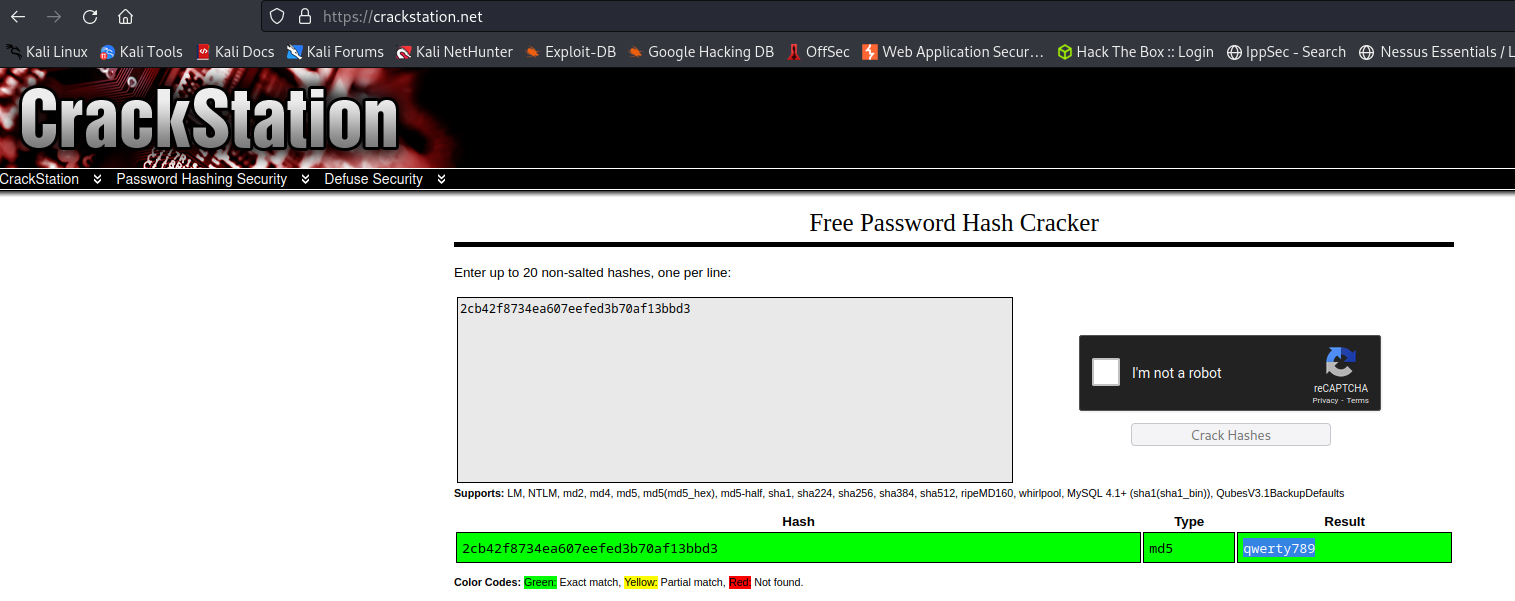 https://crackstation.net
Kali Linux Kali Tools Kali Docs Kali Forums Kali NetHunter Exploit-DB Google Hacking DB OffSec Web Application Secur… Hack The Box :: Login IppSec - Search Nessus Essentials / L
CrackStation
CrackStation Password Hashing Security Defuse Security
Free Password Hash Cracker
Enter up to 20 non-salted hashes, one per line:
2cb42f8734ea607eefed3b70af13bbd3
I'm not a robot
reCAPTCHA
Privacy - Terms
Crack Hashes
Supports: LM, NTLM, md2, md4, md5, md5(md5_hex), md5-half, sha1, sha224, sha256, sha384, sha512, ripeMD160, whirlpool, MySQL 4.1+ (sha1(sha1_bin)), QubesV3.1BackupDefaults
Hash Type Result
2cb42f8734ea607eefed3b70af13bbd3 md5 qwerty789
Color Codes: Green: Exact match, Yellow: Partial match, Red: Not found.